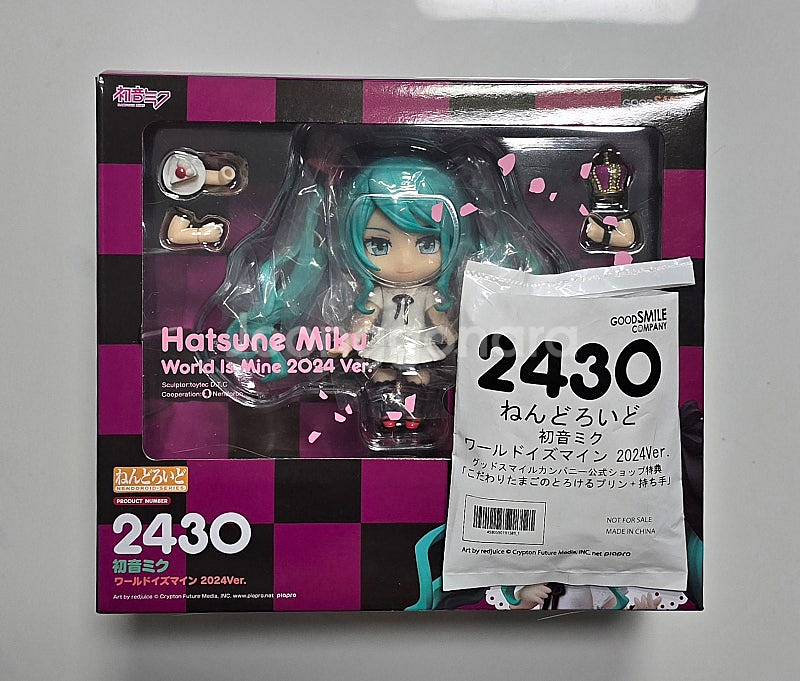 初音ミク
GOODSMILE
Hatsune Miku
World Is Mine 2024 Ver.
Sculptor:toytec D.T.C
Cooperation: Nendoron
ねんどろいど
NENDOROID-SERIES
PRODUCT NUMBER
2430
初音ミク
ワールドイズマイン 2024Ver.
Art by redjuice © Crypton Future Media, INC. www.piapro.net piapro
GOODSMILE
COMPANY
2430
ねんどろいど
初音ミク
ワールドイズマイン 2024Ver.
グッドスマイルカンパニー公式ショップ特典
「こだわりたまごのとろけるプリン+持ち手」
NOT FOR SALE
MADE IN CHINA
Art by redjuice © Crypton Future Media, INC.net piapro